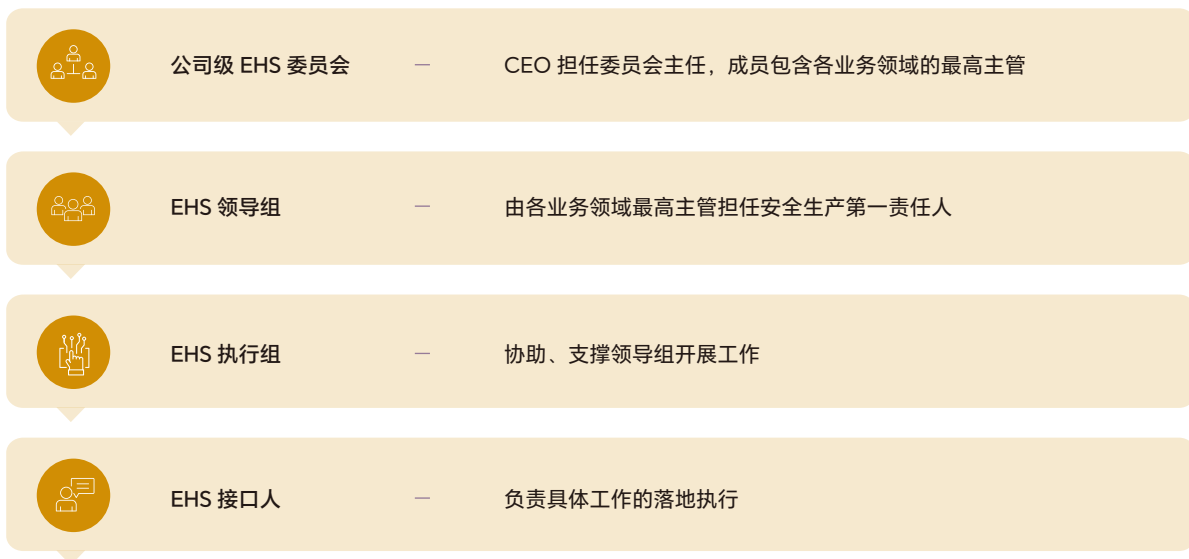 公司级 EHS 委员会 — CEO 担任委员会主任，成员包含各业务领域的最高主管
EHS 领导组 — 由各业务领域最高主管担任安全生产第一责任人
EHS 执行组 — 协助、支撑领导组开展工作
EHS 接口人 — 负责具体工作的落地执行